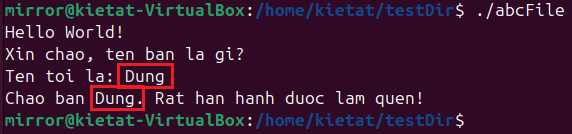 mirror@kietat-VirtualBox:/home/kietat/testDir$ ./abcFile
Hello World!
Xin chao, ten ban la gi?
Ten toi la: Dung
Chao ban Dung. Rat han hanh duoc lam quen!
mirror@kietat-VirtualBox:/home/kietat/testDir$